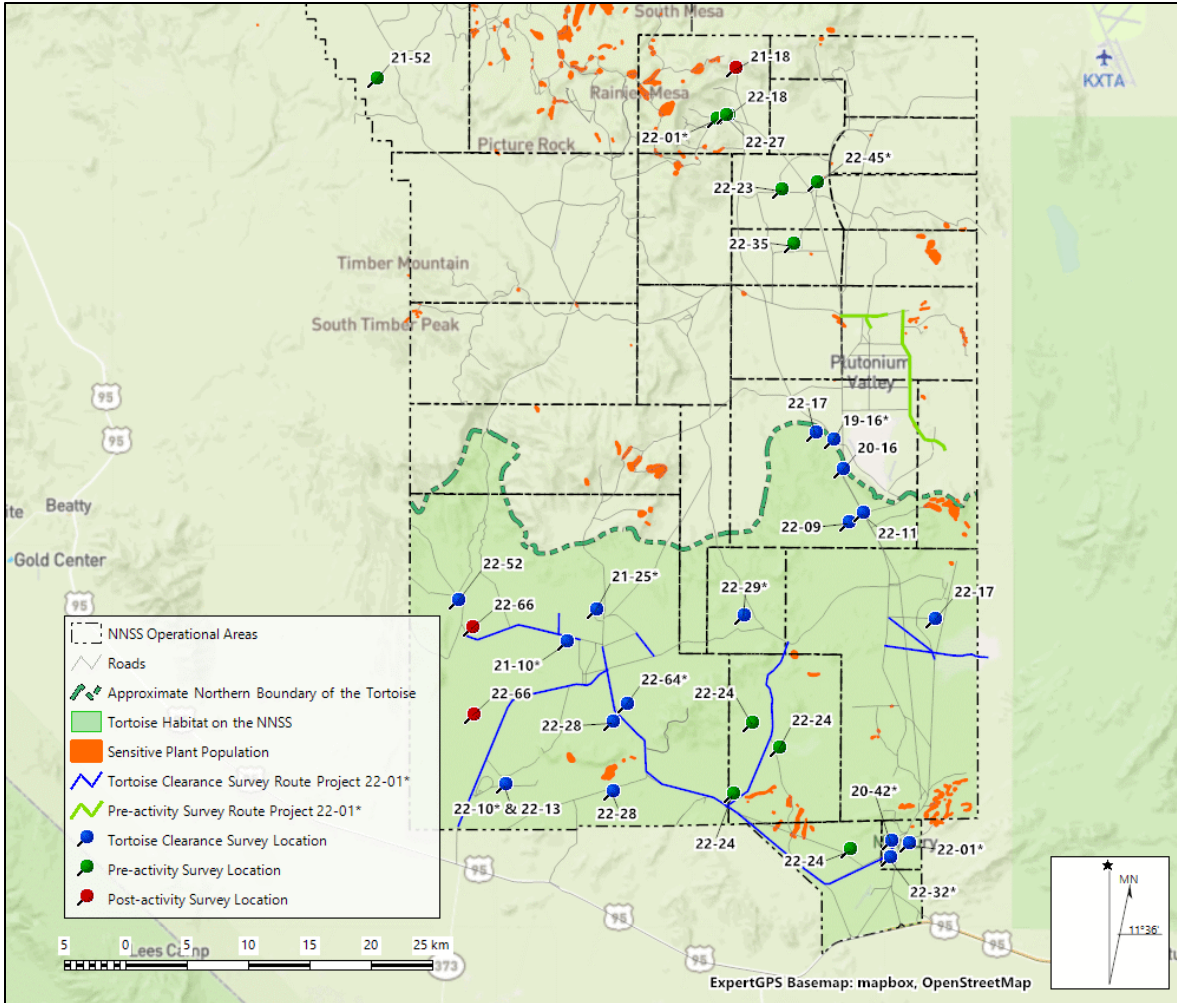 South Mesa
21-52
21-18
KXTA
Rainier Mesa
22-18
22-01*
22-27
Picture Rock
22-45*
22-23
22-35
Timber Mountain
South Timber Peak
Plutonium
Valley
95
95
22-17
19-16*
20-16
Beatty
22-09
22-11
Gold Center
22-52
21-25*
22-29*
22-17
95
22-66
21-10*
22-66
22-64*
22-24
22-28
22-24
22-10* & 22-13
22-28
22-24
20-42*
22-24
22-01*
22-32*
NNSS Operational Areas
Roads
Approximate Northern Boundary of the Tortoise
Tortoise Habitat on the NNSS
Sensitive Plant Population
Tortoise Clearance Survey Route Project 22-01*
Pre-activity Survey Route Project 22-01*
Tortoise Clearance Survey Location
Pre-activity Survey Location
Post-activity Survey Location
MN
11°36'
95
95
95
95
5 0 5 10 15 20 25 km
373
ExpertGPS Basemap: mapbox, OpenStreetMap